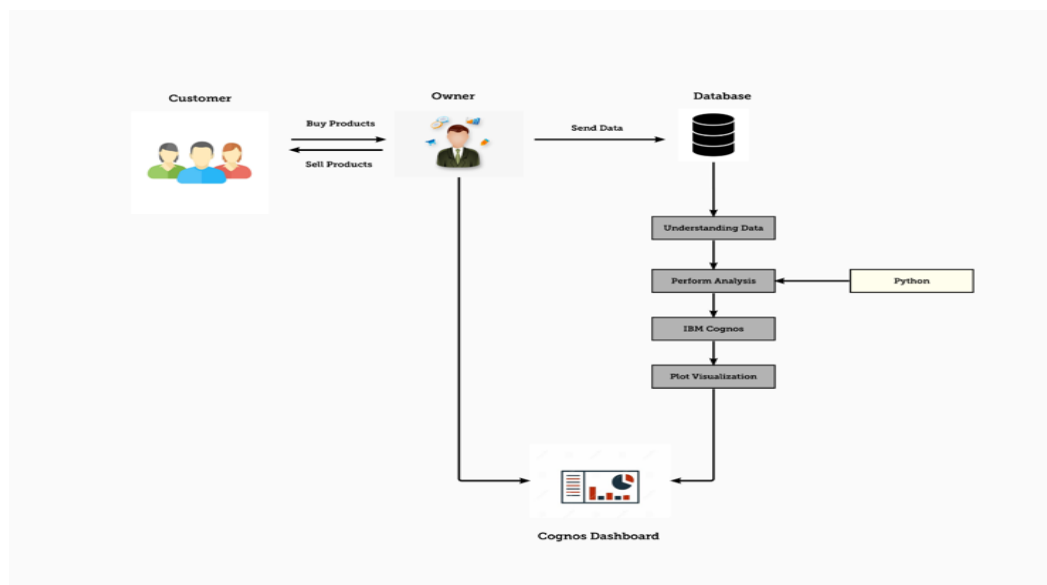 Customer
Owner
Database
Buy Products
Sell Products
Send Data
Understanding Data
Perform Analysis
Python
IBM Cognos
Plot Visualization
Cognos Dashboard